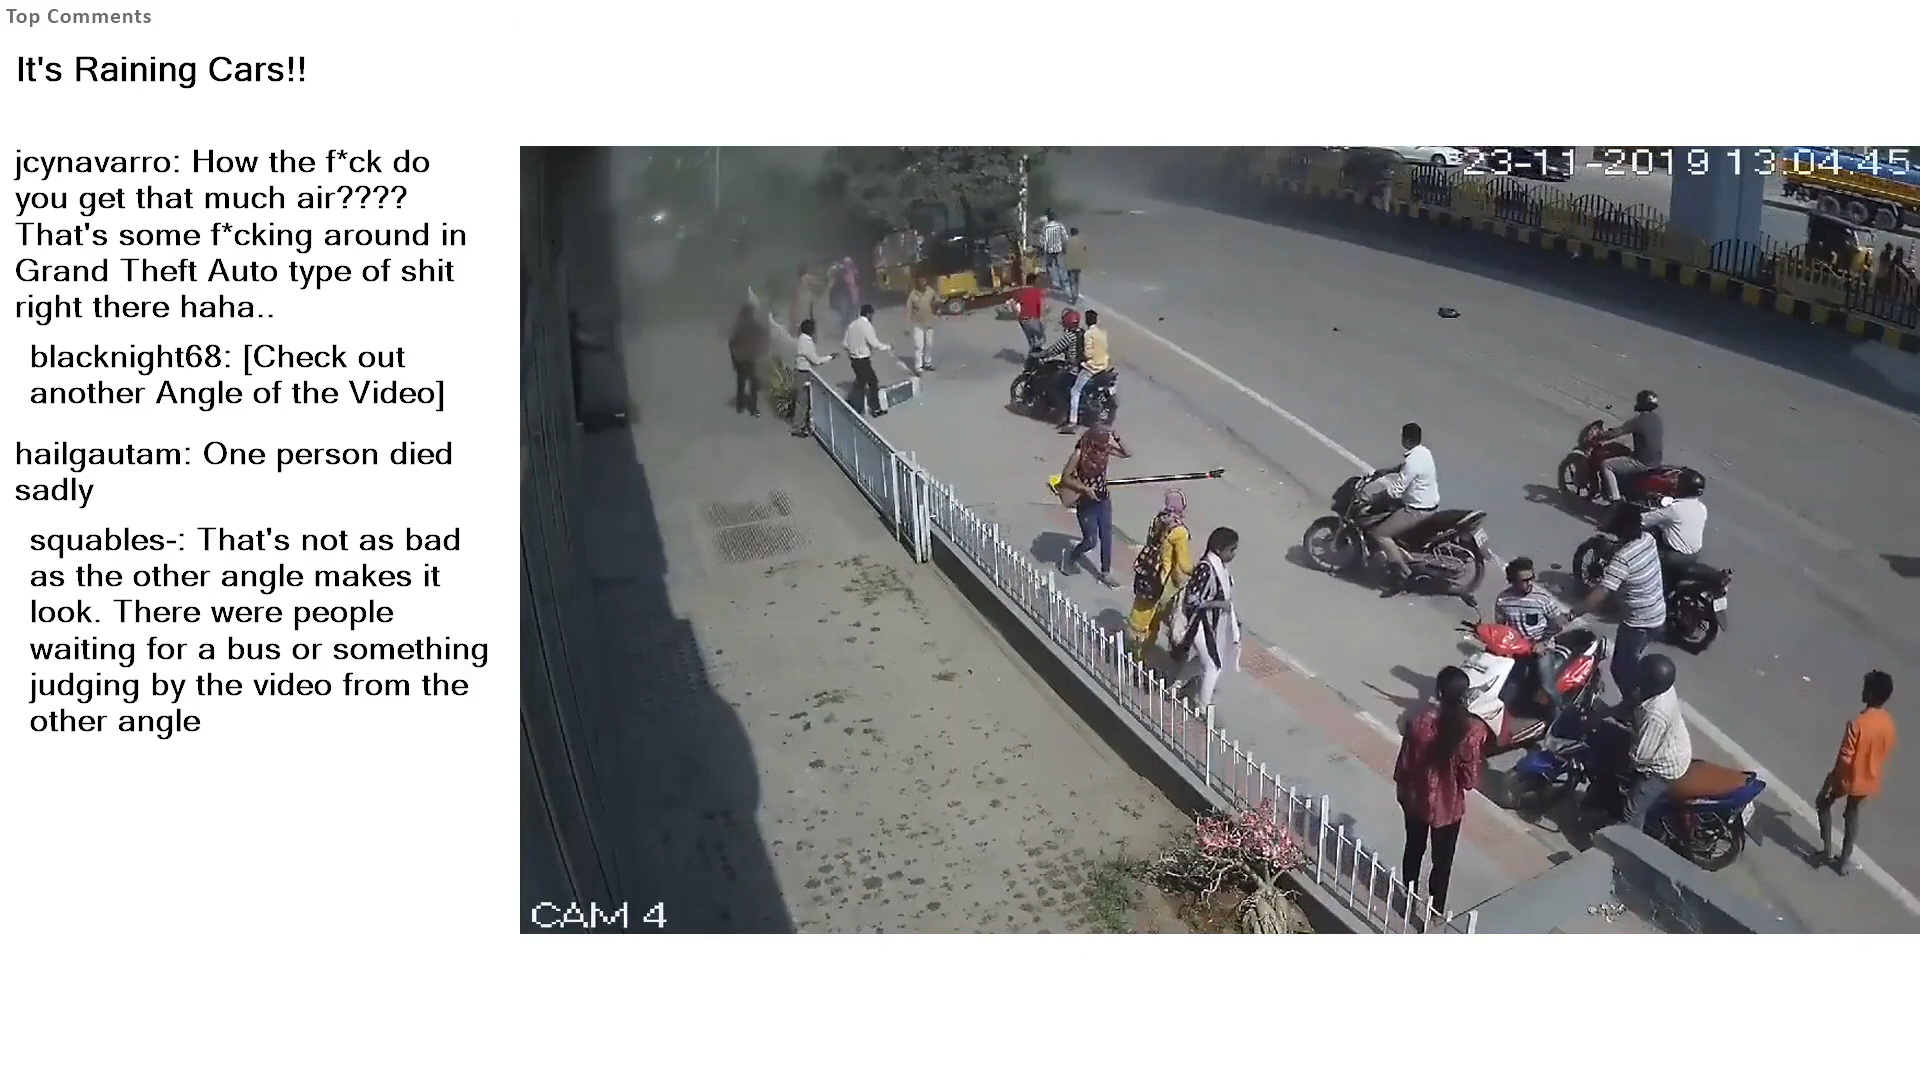 Top Comments
It's Raining Cars!!
jcynavarro: How the f*ck do
you get that much air????
That's some f*cking around in
Grand Theft Auto type of shit
right there haha..
blacknight68: [Check out
another Angle of the Video]
hailgautam: One person died
sadly
squables-: That's not as bad
as the other angle makes it
look. There were people
waiting for a bus or something
judging by the video from the
other angle
23-11-2019 13:04:45
CAM 4